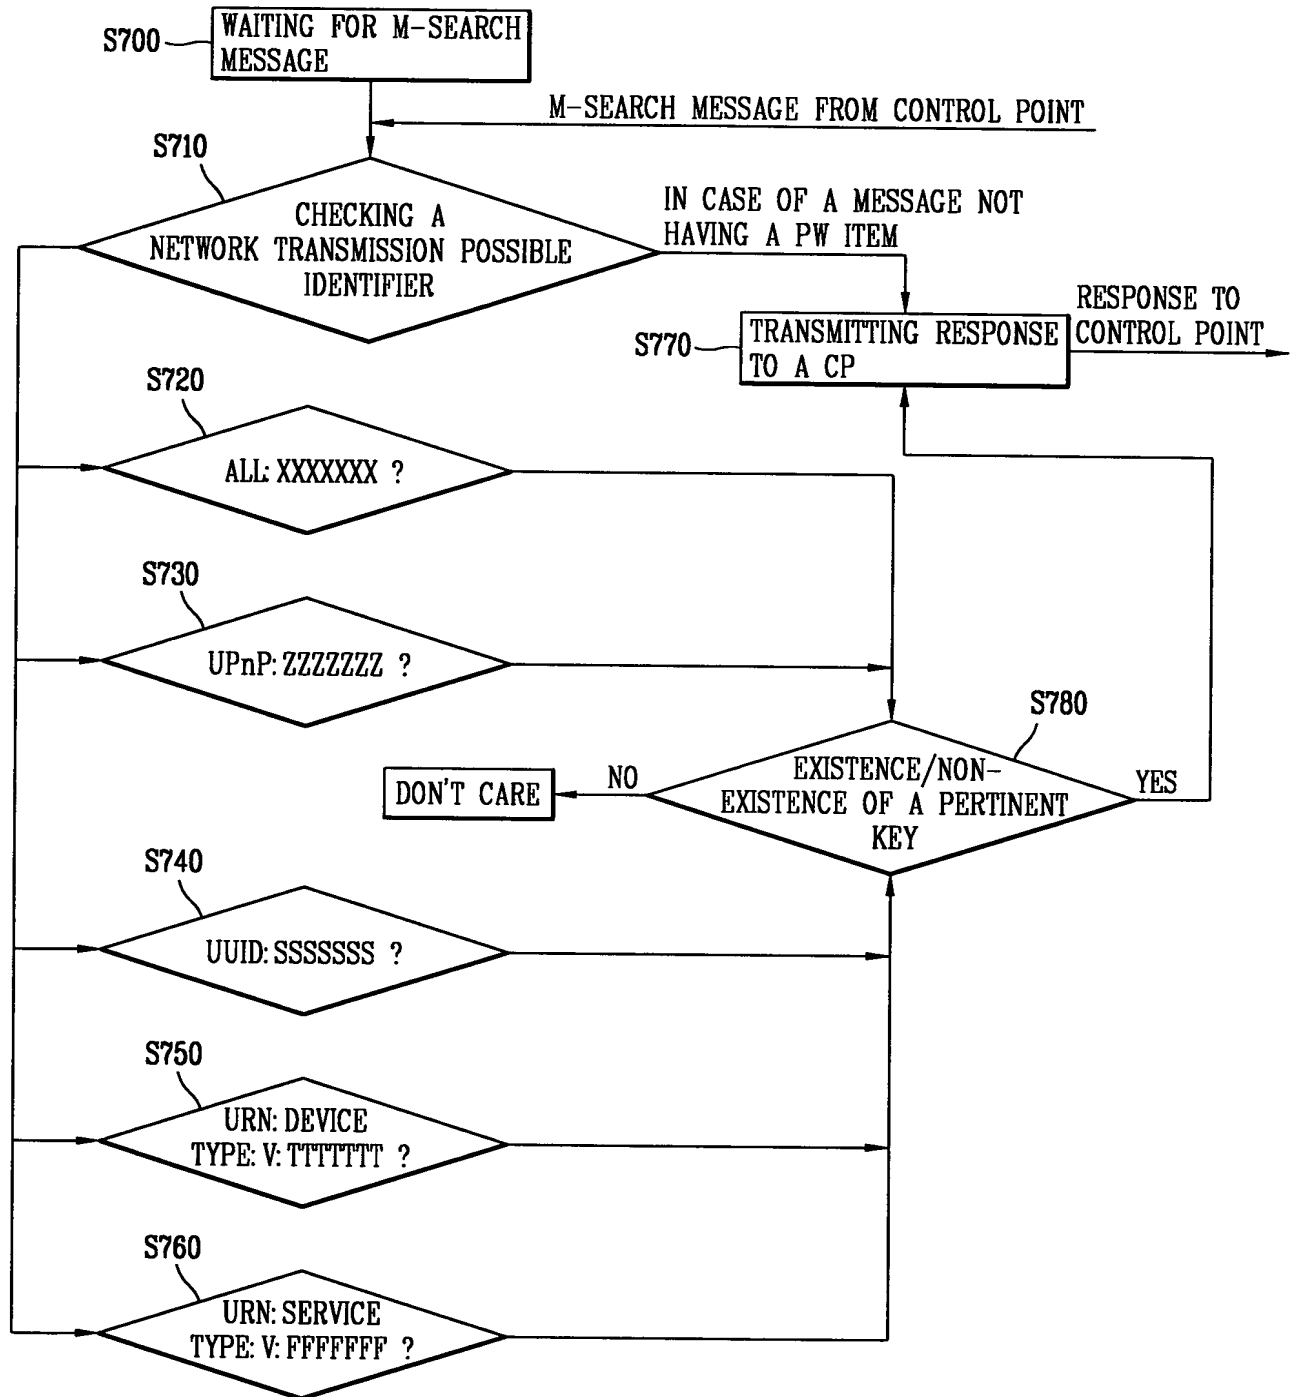 S700
WAITING FOR M-SEARCH
MESSAGE
M-SEARCH MESSAGE FROM CONTROL POINT
S710
CHECKING A
NETWORK TRANSMISSION POSSIBLE
IDENTIFIER
IN CASE OF A MESSAGE NOT
HAVING A PW ITEM
S770
TRANSMITTING RESPONSE
TO A CP
RESPONSE TO
CONTROL POINT
S720
ALL: XXXXXXX ?
S730
UPnP: ZZZZZZZ ?
S780
EXISTENCE/NON-
EXISTENCE OF A PERTINENT
KEY
NO
YES
DON'T CARE
S740
UUID: SSSSSSS ?
S750
URN: DEVICE
TYPE: V: TTTTTTT ?
S760
URN: SERVICE
TYPE: V: FFFFFFF ?